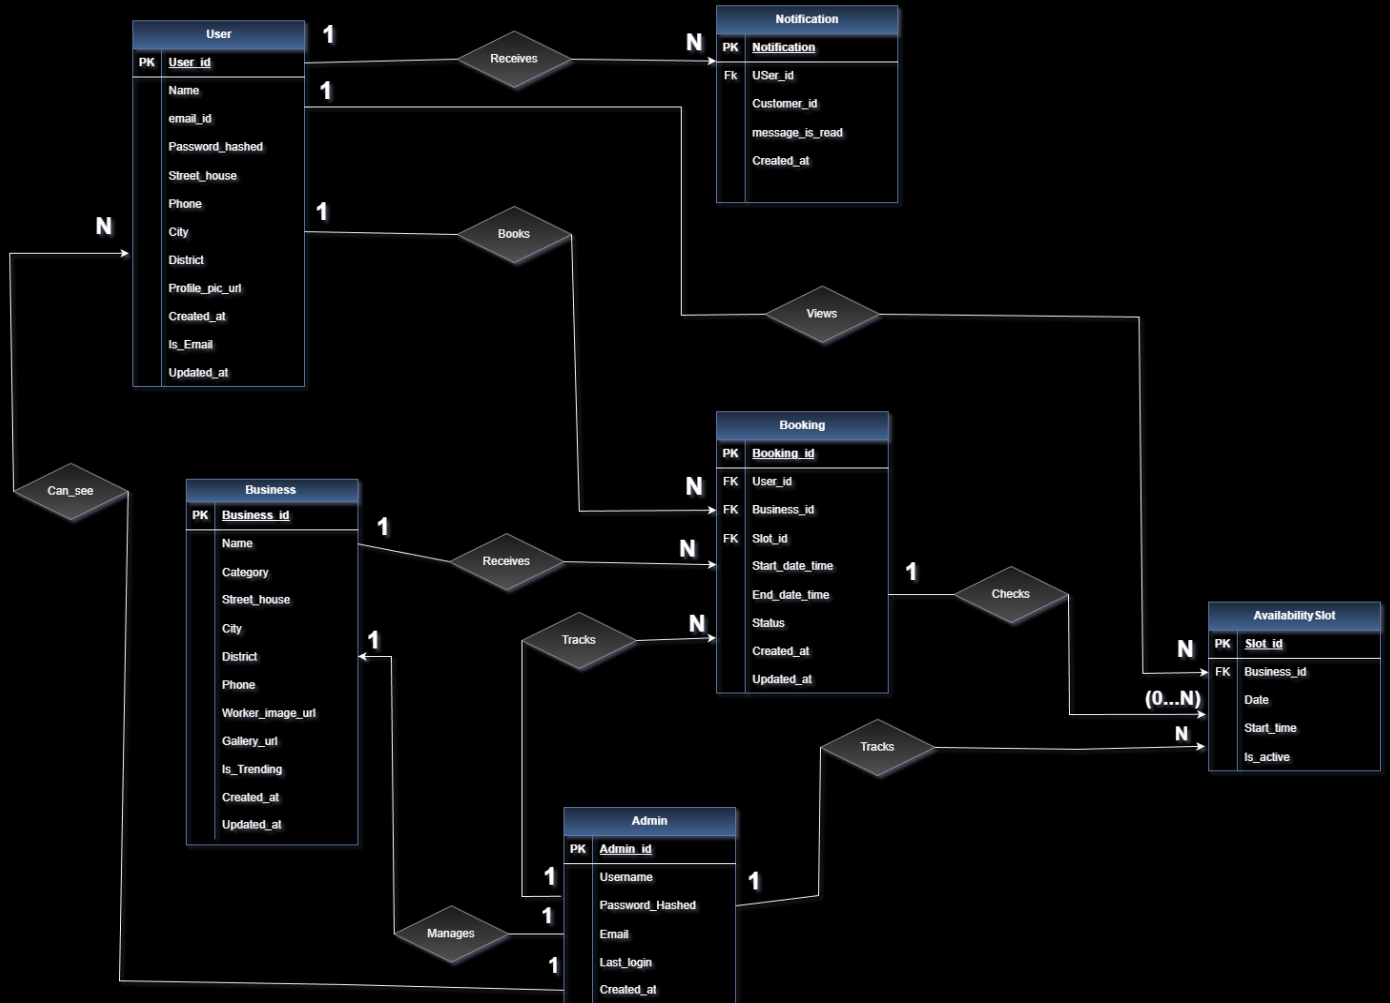 User
PK User_id
Name
email_id
Password_hashed
Street_house
Phone
City
District
Profile_pic_url
Created_at
Is_Email
Updated_at
1
Receives
N
Notification
PK Notification
Fk USer_id
Customer_id
message_is_read
Created_at
1
Views
N
1
Books
N
N
Can_see
1
Booking
PK Booking_id
FK User_id
FK Business_id
FK Slot_id
Start_date_time
End_date_time
Status
Created_at
Updated_at
Business
PK Business_id
Name
Category
Street_house
City
District
Phone
Worker_image_url
Gallery_url
Is_Trending
Created_at
Updated_at
1
Receives
N
1
Checks
(0...N)
Tracks
N
1
AvailabilitySlot
PK Slot_id
FK Business_id
Date
Start_time
Is_active
Tracks
N
1
1
Manages
1
Admin
PK Admin_id
Username
Password_Hashed
Email
Last_login
Created_at